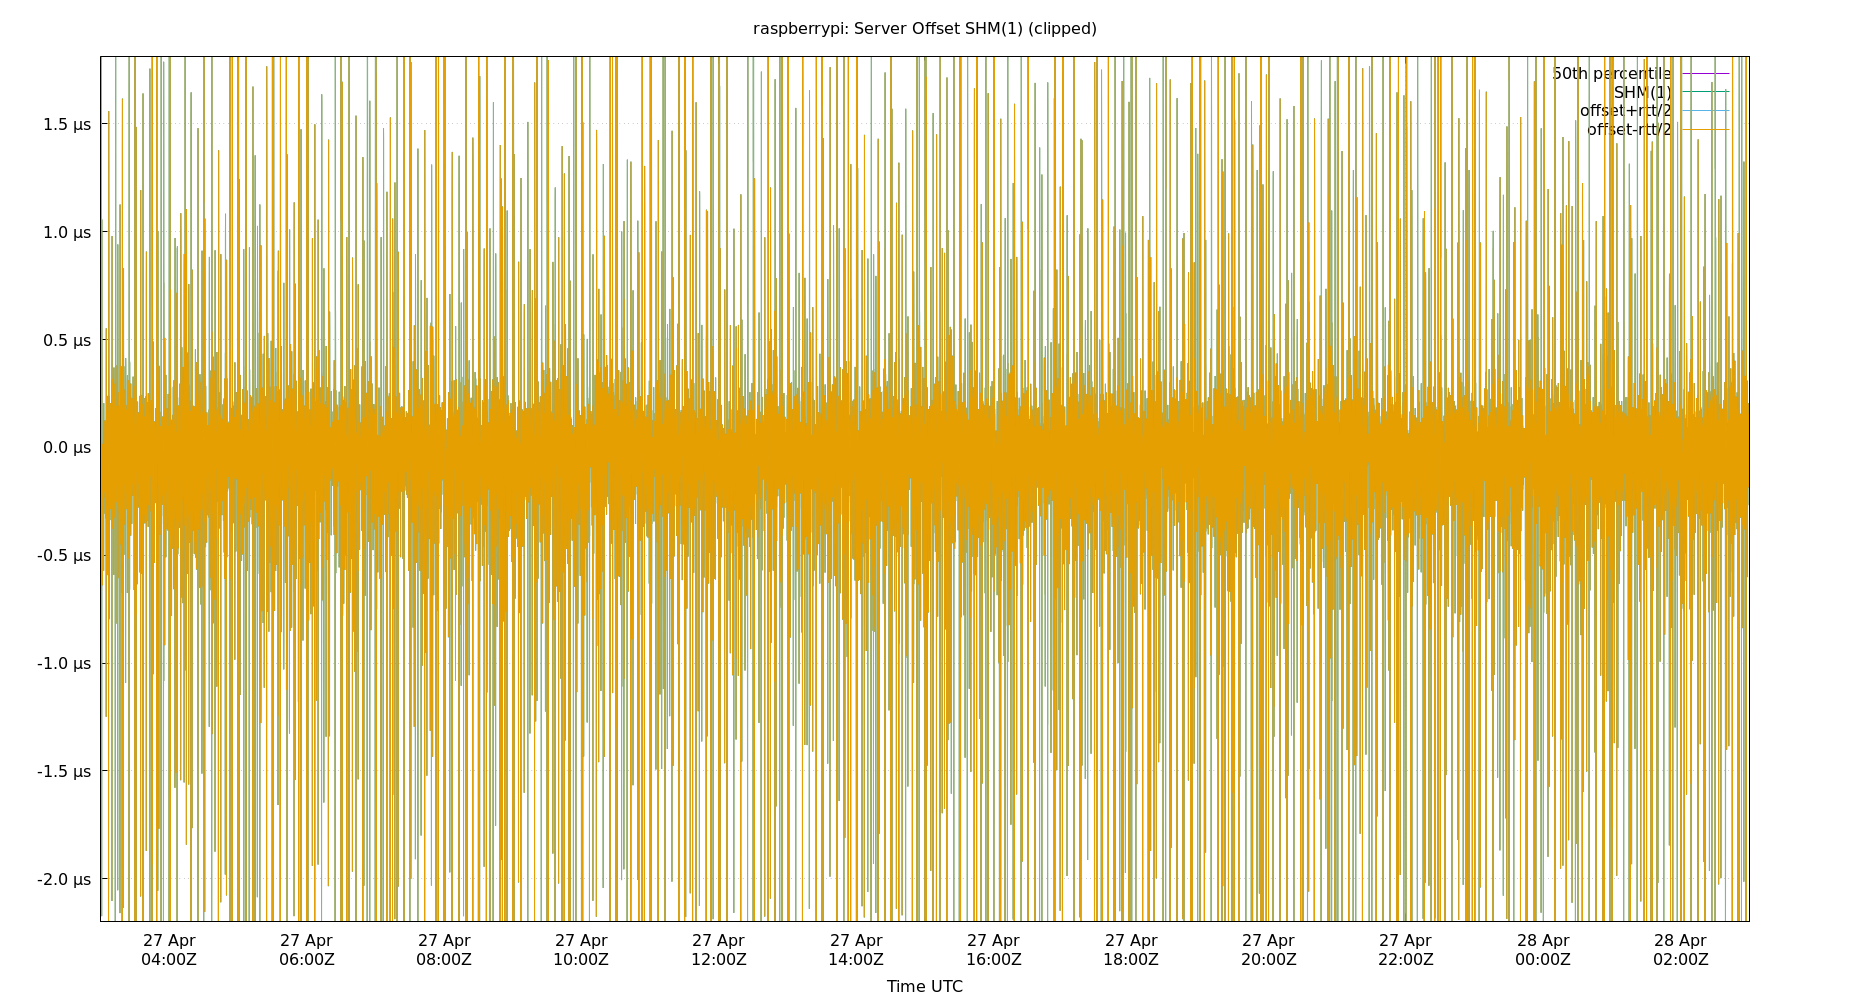 raspberrypi: Server Offset SHM(1) (clipped)
50th percentile
SHM(1)
offset+rtt/2
offset-rtt/2
1.5 µs
1.0 µs
0.5 µs
0.0 µs
-0.5 µs
-1.0 µs
-1.5 µs
-2.0 µs
27 Apr 27 Apr 27 Apr 27 Apr 27 Apr 27 Apr 27 Apr 27 Apr 27 Apr 27 Apr 28 Apr 28 Apr
04:00Z 06:00Z 08:00Z 10:00Z 12:00Z 14:00Z 16:00Z 18:00Z 20:00Z 22:00Z 00:00Z 02:00Z
Time UTC